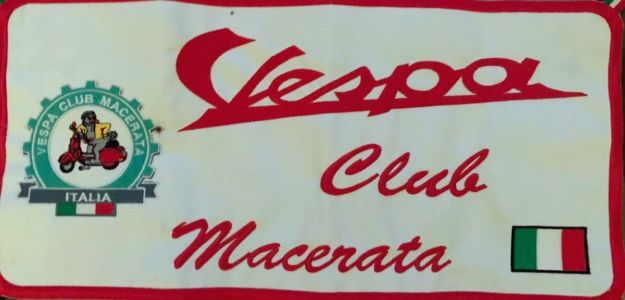 VESPA CLUB MACERATA
ITALIA
Vespa
Club
Macerata